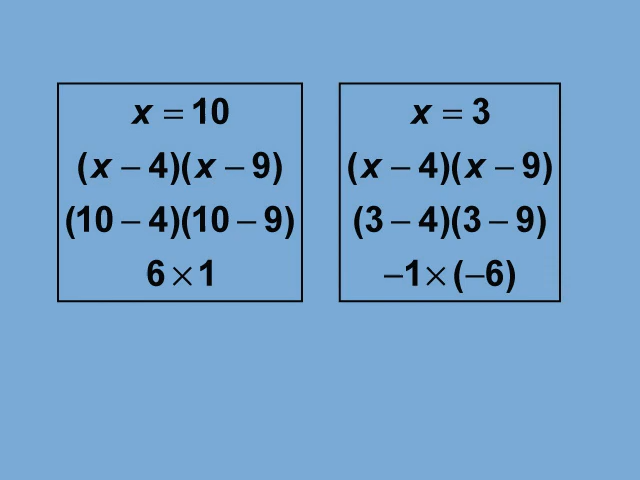 x = 10
(x – 4)(x – 9)
(10 – 4)(10 – 9)
6 × 1
x = 3
(x – 4)(x – 9)
(3 – 4)(3 – 9)
–1 × (–6)